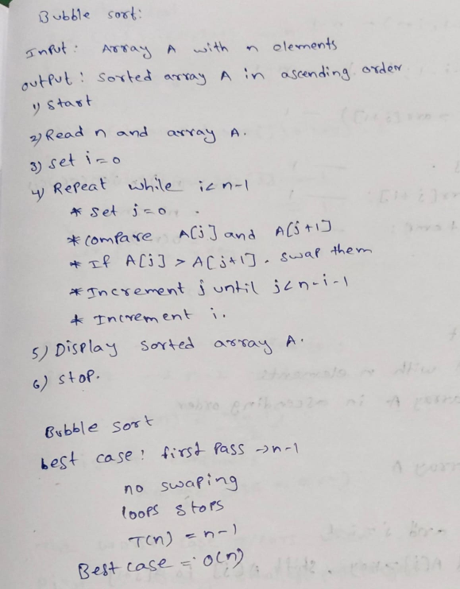 Bubble sort:
Input: Array A with n elements
output: sorted array A in ascending order
1) Start
2) Read n and array A.
3) set i=0
4) Repeat while i<n-1
* set j=0
* compare A[j] and A[j+1]
* If A[j] > A[j+1]. swap them
* Increment j until j<n-i-1
* Increment i.
5) Display sorted array A.
6) stop.
Bubble sort
best case: first Pass → n-1
no swaping
loops stops
T(n) = n-1
Best case = O(n)